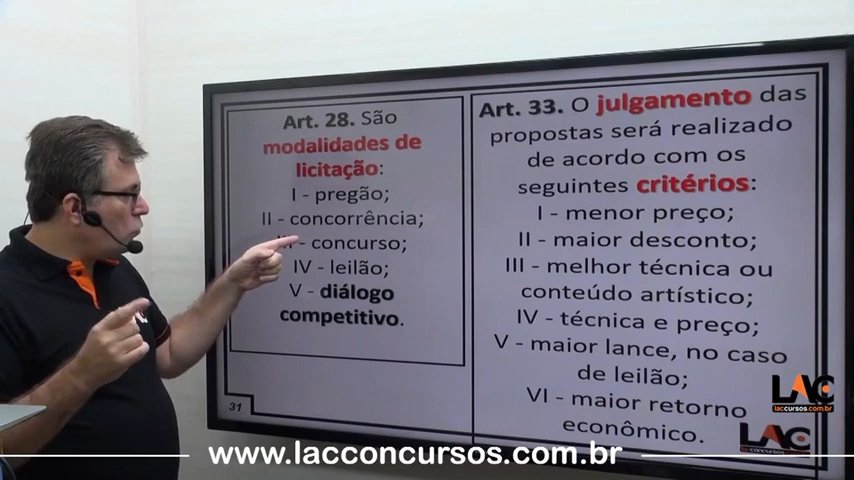 Art. 28. São
modalidades de
licitação:
I - pregão;
II - concorrência;
III - concurso;
IV - leilão;
V - diálogo
competitivo.
31
Art. 33. O julgamento das
propostas será realizado
de acordo com os
seguintes critérios:
I - menor preço;
II - maior desconto;
III - melhor técnica ou
conteúdo artístico;
IV - técnica e preço;
V - maior lance, no caso
de leilão;
VI - maior retorno
econômico.
LAC
laccursos.com.br
LAC
www.lacconcursos.com.br